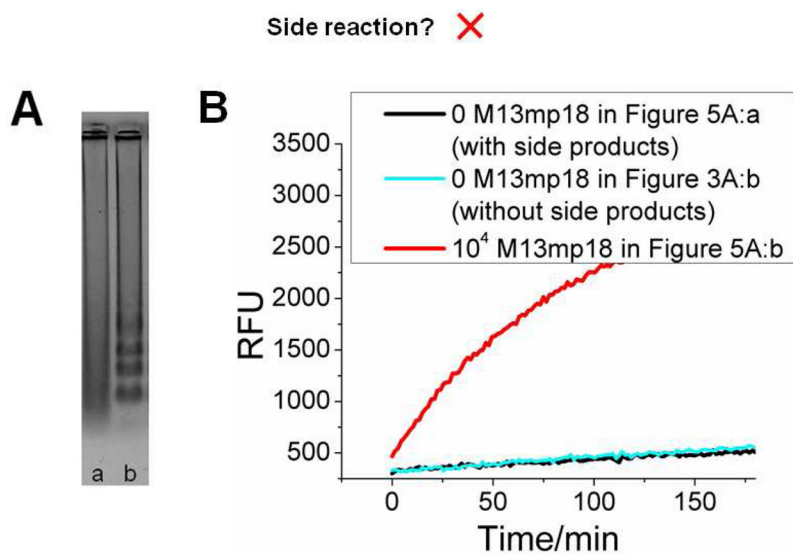 Side reaction?
A
B
a b
0 M13mp18 in Figure 5A:a
(with side products)
0 M13mp18 in Figure 3A:b
(without side products)
10⁴ M13mp18 in Figure 5A:b
3500
3000
2500
2000
1500
1000
500
RFU
0 50 100 150
Time/min